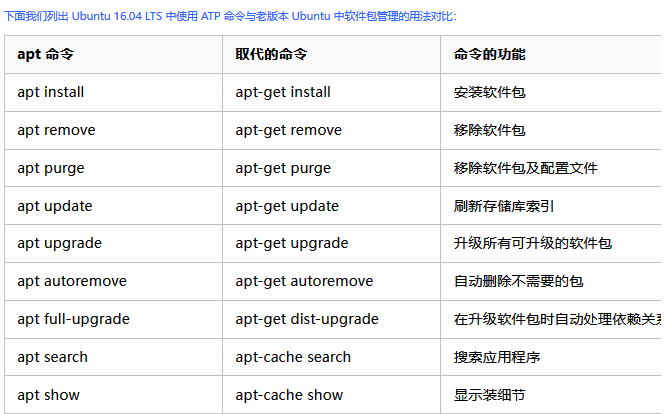 下面我们列出 Ubuntu 16.04 LTS 中使用 ATP 命令与老版本 Ubuntu 中软件包管理的用法对比:
apt 命令 取代的命令 命令的功能
apt install apt-get install 安装软件包
apt remove apt-get remove 移除软件包
apt purge apt-get purge 移除软件包及配置文件
apt update apt-get update 刷新存储库索引
apt upgrade apt-get upgrade 升级所有可升级的软件包
apt autoremove apt-get autoremove 自动删除不需要的包
apt full-upgrade apt-get dist-upgrade 在升级软件包时自动处理依赖关系
apt search apt-cache search 搜索应用程序
apt show apt-cache show 显示装细节